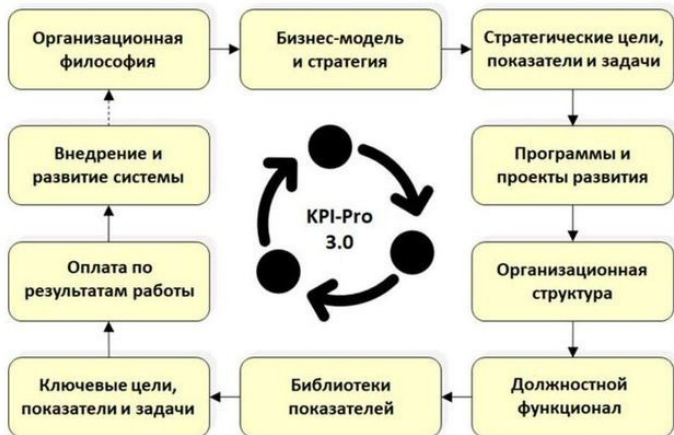 Организационная
философия
Бизнес-модель
и стратегия
Стратегические цели,
показатели и задачи
Программы и
проекты развития
Организационная
структура
Должностной
функционал
Библиотеки
показателей
Ключевые цели,
показатели и задачи
Оплата по
результатам работы
Внедрение и
развитие системы
KPI-Pro
3.0